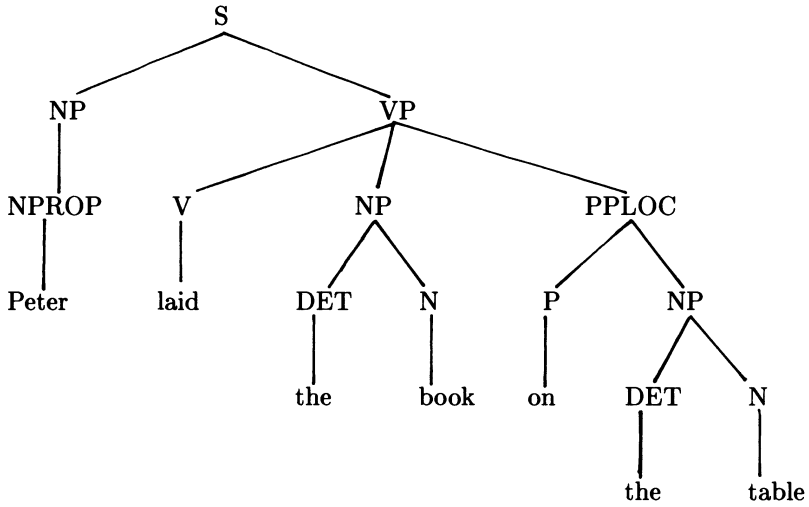 S
NP VP
NPROP V NP PPLOC
Peter laid DET N P NP
the book on DET N
the table